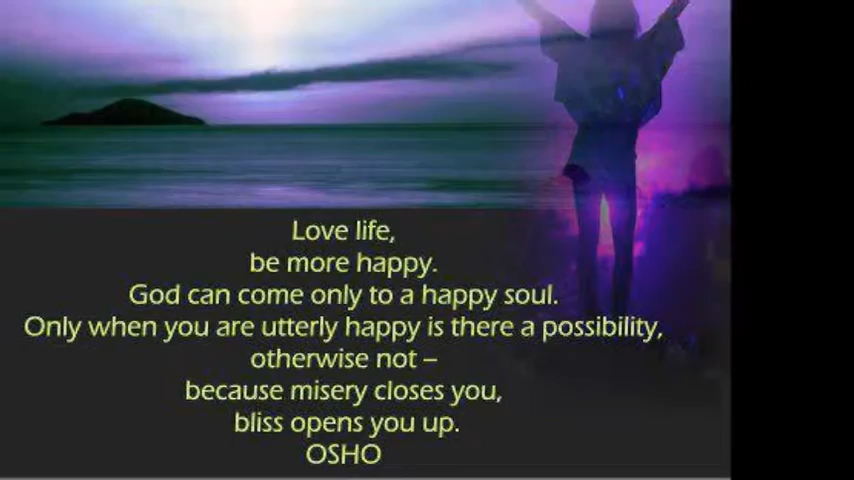 Love life,
be more happy.
God can come only to a happy soul.
Only when you are utterly happy is there a possibility,
otherwise not –
because misery closes you,
bliss opens you up.
OSHO